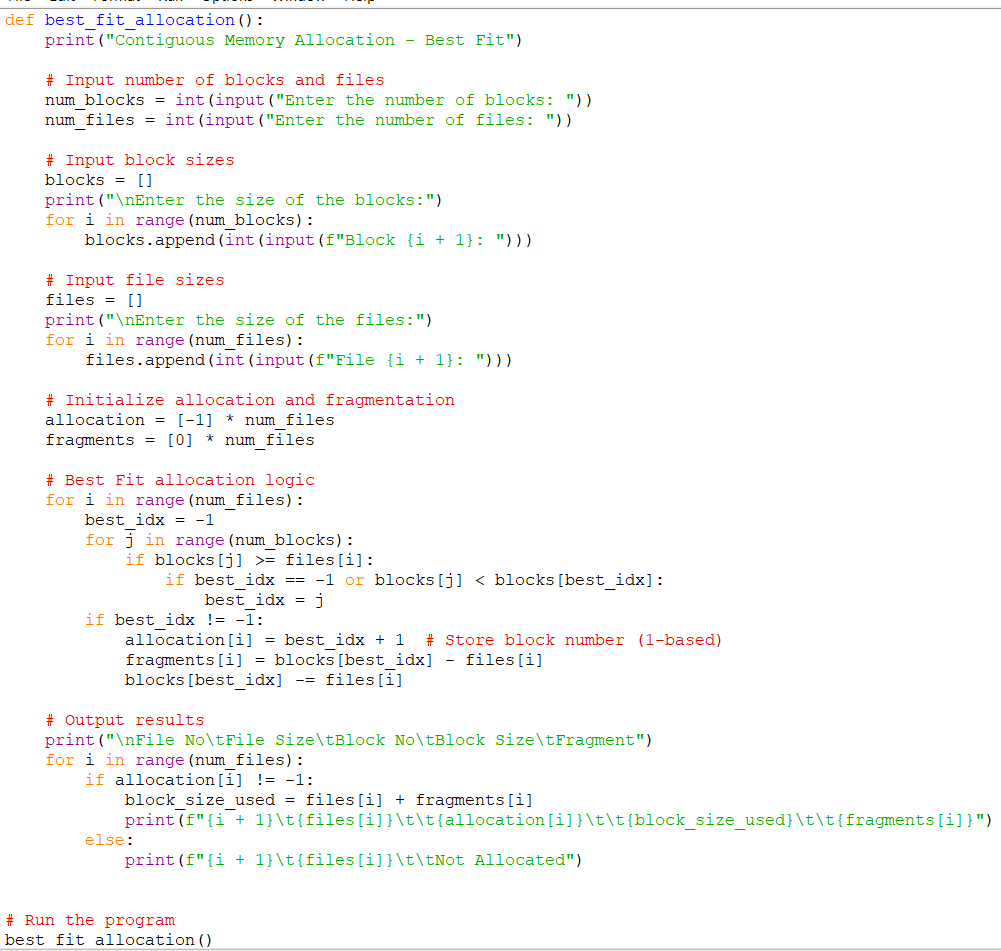 def best_fit_allocation():
    print("Contiguous Memory Allocation - Best Fit")

    # Input number of blocks and files
    num_blocks = int(input("Enter the number of blocks: "))
    num_files = int(input("Enter the number of files: "))

    # Input block sizes
    blocks = []
    print("\nEnter the size of the blocks:")
    for i in range(num_blocks):
        blocks.append(int(input(f"Block {i + 1}: ")))

    # Input file sizes
    files = []
    print("\nEnter the size of the files:")
    for i in range(num_files):
        files.append(int(input(f"File {i + 1}: ")))

    # Initialize allocation and fragmentation
    allocation = [-1] * num_files
    fragments = [0] * num_files

    # Best Fit allocation logic
    for i in range(num_files):
        best_idx = -1
        for j in range(num_blocks):
            if blocks[j] >= files[i]:
                if best_idx == -1 or blocks[j] < blocks[best_idx]:
                    best_idx = j
        if best_idx != -1:
            allocation[i] = best_idx + 1  # Store block number (1-based)
            fragments[i] = blocks[best_idx] - files[i]
            blocks[best_idx] -= files[i]

    # Output results
    print("\nFile No\tFile Size\tBlock No\tBlock Size\tFragment")
    for i in range(num_files):
        if allocation[i] != -1:
            block_size_used = files[i] + fragments[i]
            print(f"{i + 1}\t{files[i]}\t\t{allocation[i]}\t\t{block_size_used}\t\t{fragments[i]}")
        else:
            print(f"{i + 1}\t{files[i]}\t\tNot Allocated")


# Run the program
best_fit_allocation()